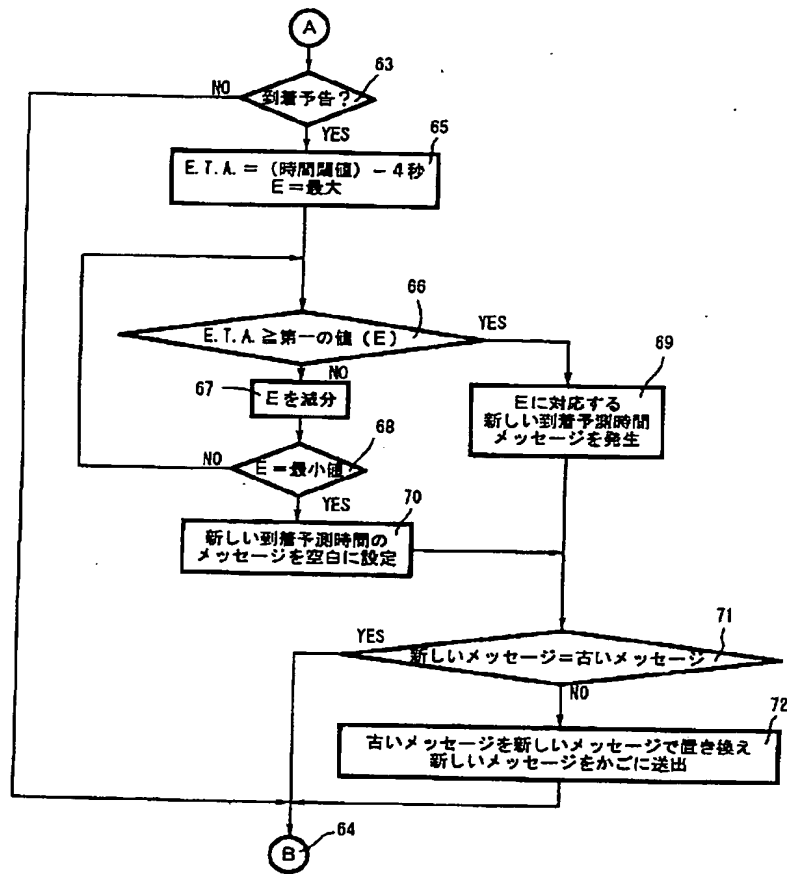 A
63
NO
到着予告?
YES
65
E.T.A.=(時間閾値)-4秒
E=最大
66
YES
E.T.A.≧第一の値(E)
NO
69
67
Eを減分
Eに対応する
新しい到着予測時間
メッセージを発生
68
NO
E=最小値
YES
70
新しい到着予測時間の
メッセージを空白に設定
71
YES
新しいメッセージ=古いメッセージ
NO
72
古いメッセージを新しいメッセージで置き換え
新しいメッセージをかごに送出
64
B